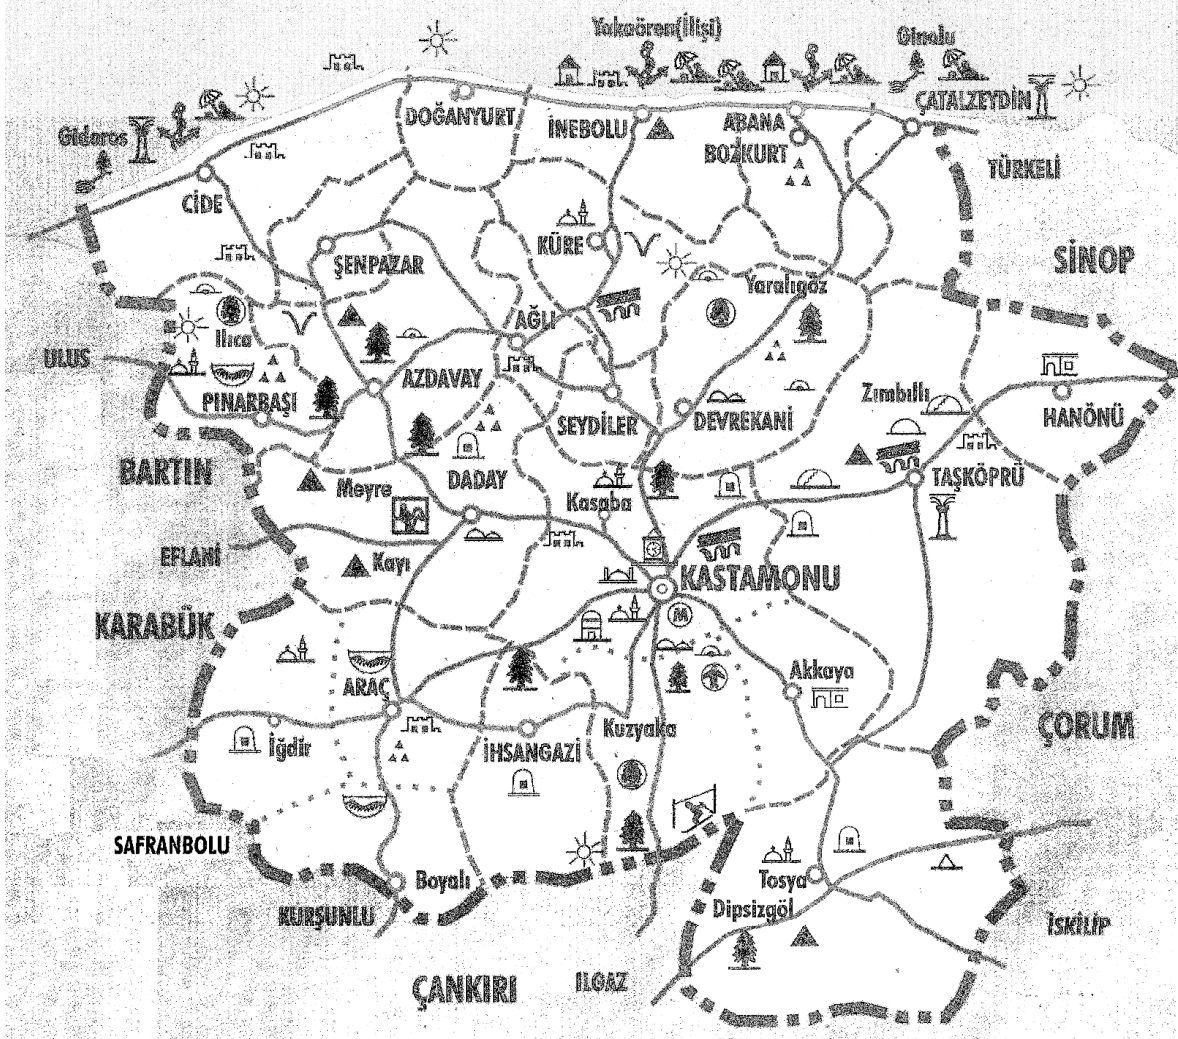 Yakaören(İlişi)
Ginolu
ÇATALZEYDİN
DOĞANYURT
İNEBOLU
ABANA
BOZKURT
Gidoros
TÜRKELİ
CİDE
KÜRE
ŞENPAZAR
SİNOP
Yaralıgöz
AĞLI
Ilıca
ULUS
AZDAVAY
PINARBAŞI
Zımbıllı
HANÖNÜ
SEYDİLER
DEVREKANİ
BARTIN
Meyre
DADAY
Kasaba
TAŞKÖPRÜ
EFLANİ
Kayı
KASTAMONU
KARABÜK
M
ARAÇ
Akkaya
İğdir
İHSANGAZİ
Kuzyaka
ÇORUM
SAFRANBOLU
Boyalı
Tosya
KURŞUNLU
Dipsizgöl
İSKİLİP
ÇANKIRI
ILGAZ